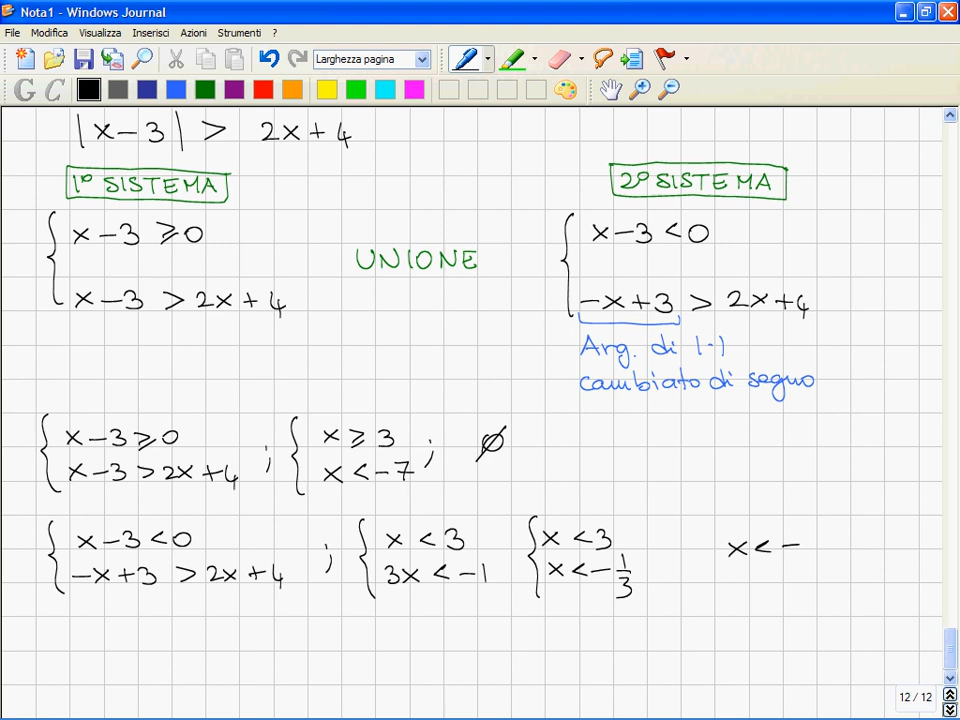 Nota1 - Windows Journal
File Modifica Visualizza Inserisci Azioni Strumenti ?
Larghezza pagina
G C
|x-3| > 2x+4
1º SISTEMA
2º SISTEMA
{ x-3 ≥ 0
x-3 > 2x+4
UNIONE
{ x-3 < 0
-x+3 > 2x+4
Arg. di |·|
cambiato di segno
{ x-3 ≥ 0 ; { x ≥ 3 ; ∅
x-3 > 2x+4 x < -7
{ x-3 < 0 ; { x < 3 { x < 3 x < -
-x+3 > 2x+4 3x < -1 x < -1/3
12 / 12